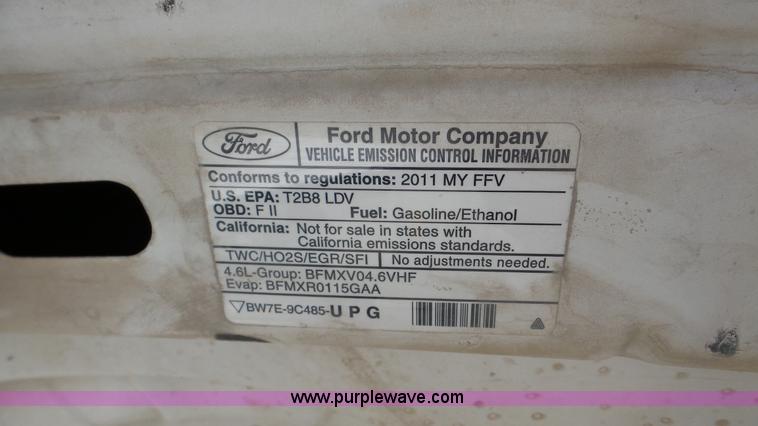 Ford
Ford Motor Company
VEHICLE EMISSION CONTROL INFORMATION
Conforms to regulations: 2011 MY FFV
U.S. EPA: T2B8 LDV
OBD: F II Fuel: Gasoline/Ethanol
California: Not for sale in states with
California emissions standards.
TWC/HO2S/EGR/SFI No adjustments needed.
4.6L-Group: BFMXV04.6VHF
Evap: BFMXR0115GAA
BW7E-9C485-U P G
www.purplewave.com